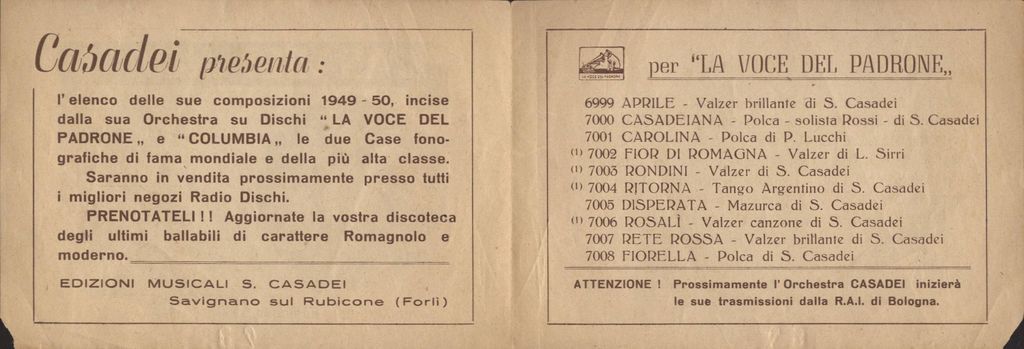 Casadei presenta :
l'elenco delle sue composizioni 1949 - 50, incise
dalla sua Orchestra su Dischi " LA VOCE DEL
PADRONE „ e " COLUMBIA „ le due Case fono-
grafiche di fama mondiale e della più alta classe.
Saranno in vendita prossimamente presso tutti
i migliori negozi Radio Dischi.
PRENOTATELI ! ! Aggiornate la vostra discoteca
degli ultimi ballabili di carattere Romagnolo e
moderno.
EDIZIONI MUSICALI S. CASADEI
Savignano sul Rubicone (Forlì)
LA VOCE DEL PADRONE
per "LA VOCE DEL PADRONE„
6999 APRILE - Valzer brillante di S. Casadei
7000 CASADEIANA - Polca - solista Rossi - di S. Casadei
7001 CAROLINA - Polca di P. Lucchi
(1) 7002 FIOR DI ROMAGNA - Valzer di L. Sirri
(1) 7003 RONDINI - Valzer di S. Casadei
(1) 7004 RITORNA - Tango Argentino di S. Casadei
7005 DISPERATA - Mazurca di S. Casadei
(1) 7006 ROSALÌ - Valzer canzone di S. Casadei
7007 RETE ROSSA - Valzer brillante di S. Casadei
7008 FIORELLA - Polca di S. Casadei
ATTENZIONE ! Prossimamente l'Orchestra CASADEI inizierà
le sue trasmissioni dalla R.A.I. di Bologna.